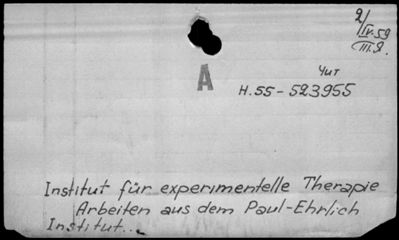 2/
IV.59
III.9.
A
Чит
H.55-523955
Institut für experimentelle Therapie
Arbeiten aus dem Paul-Ehrlich
Institut...